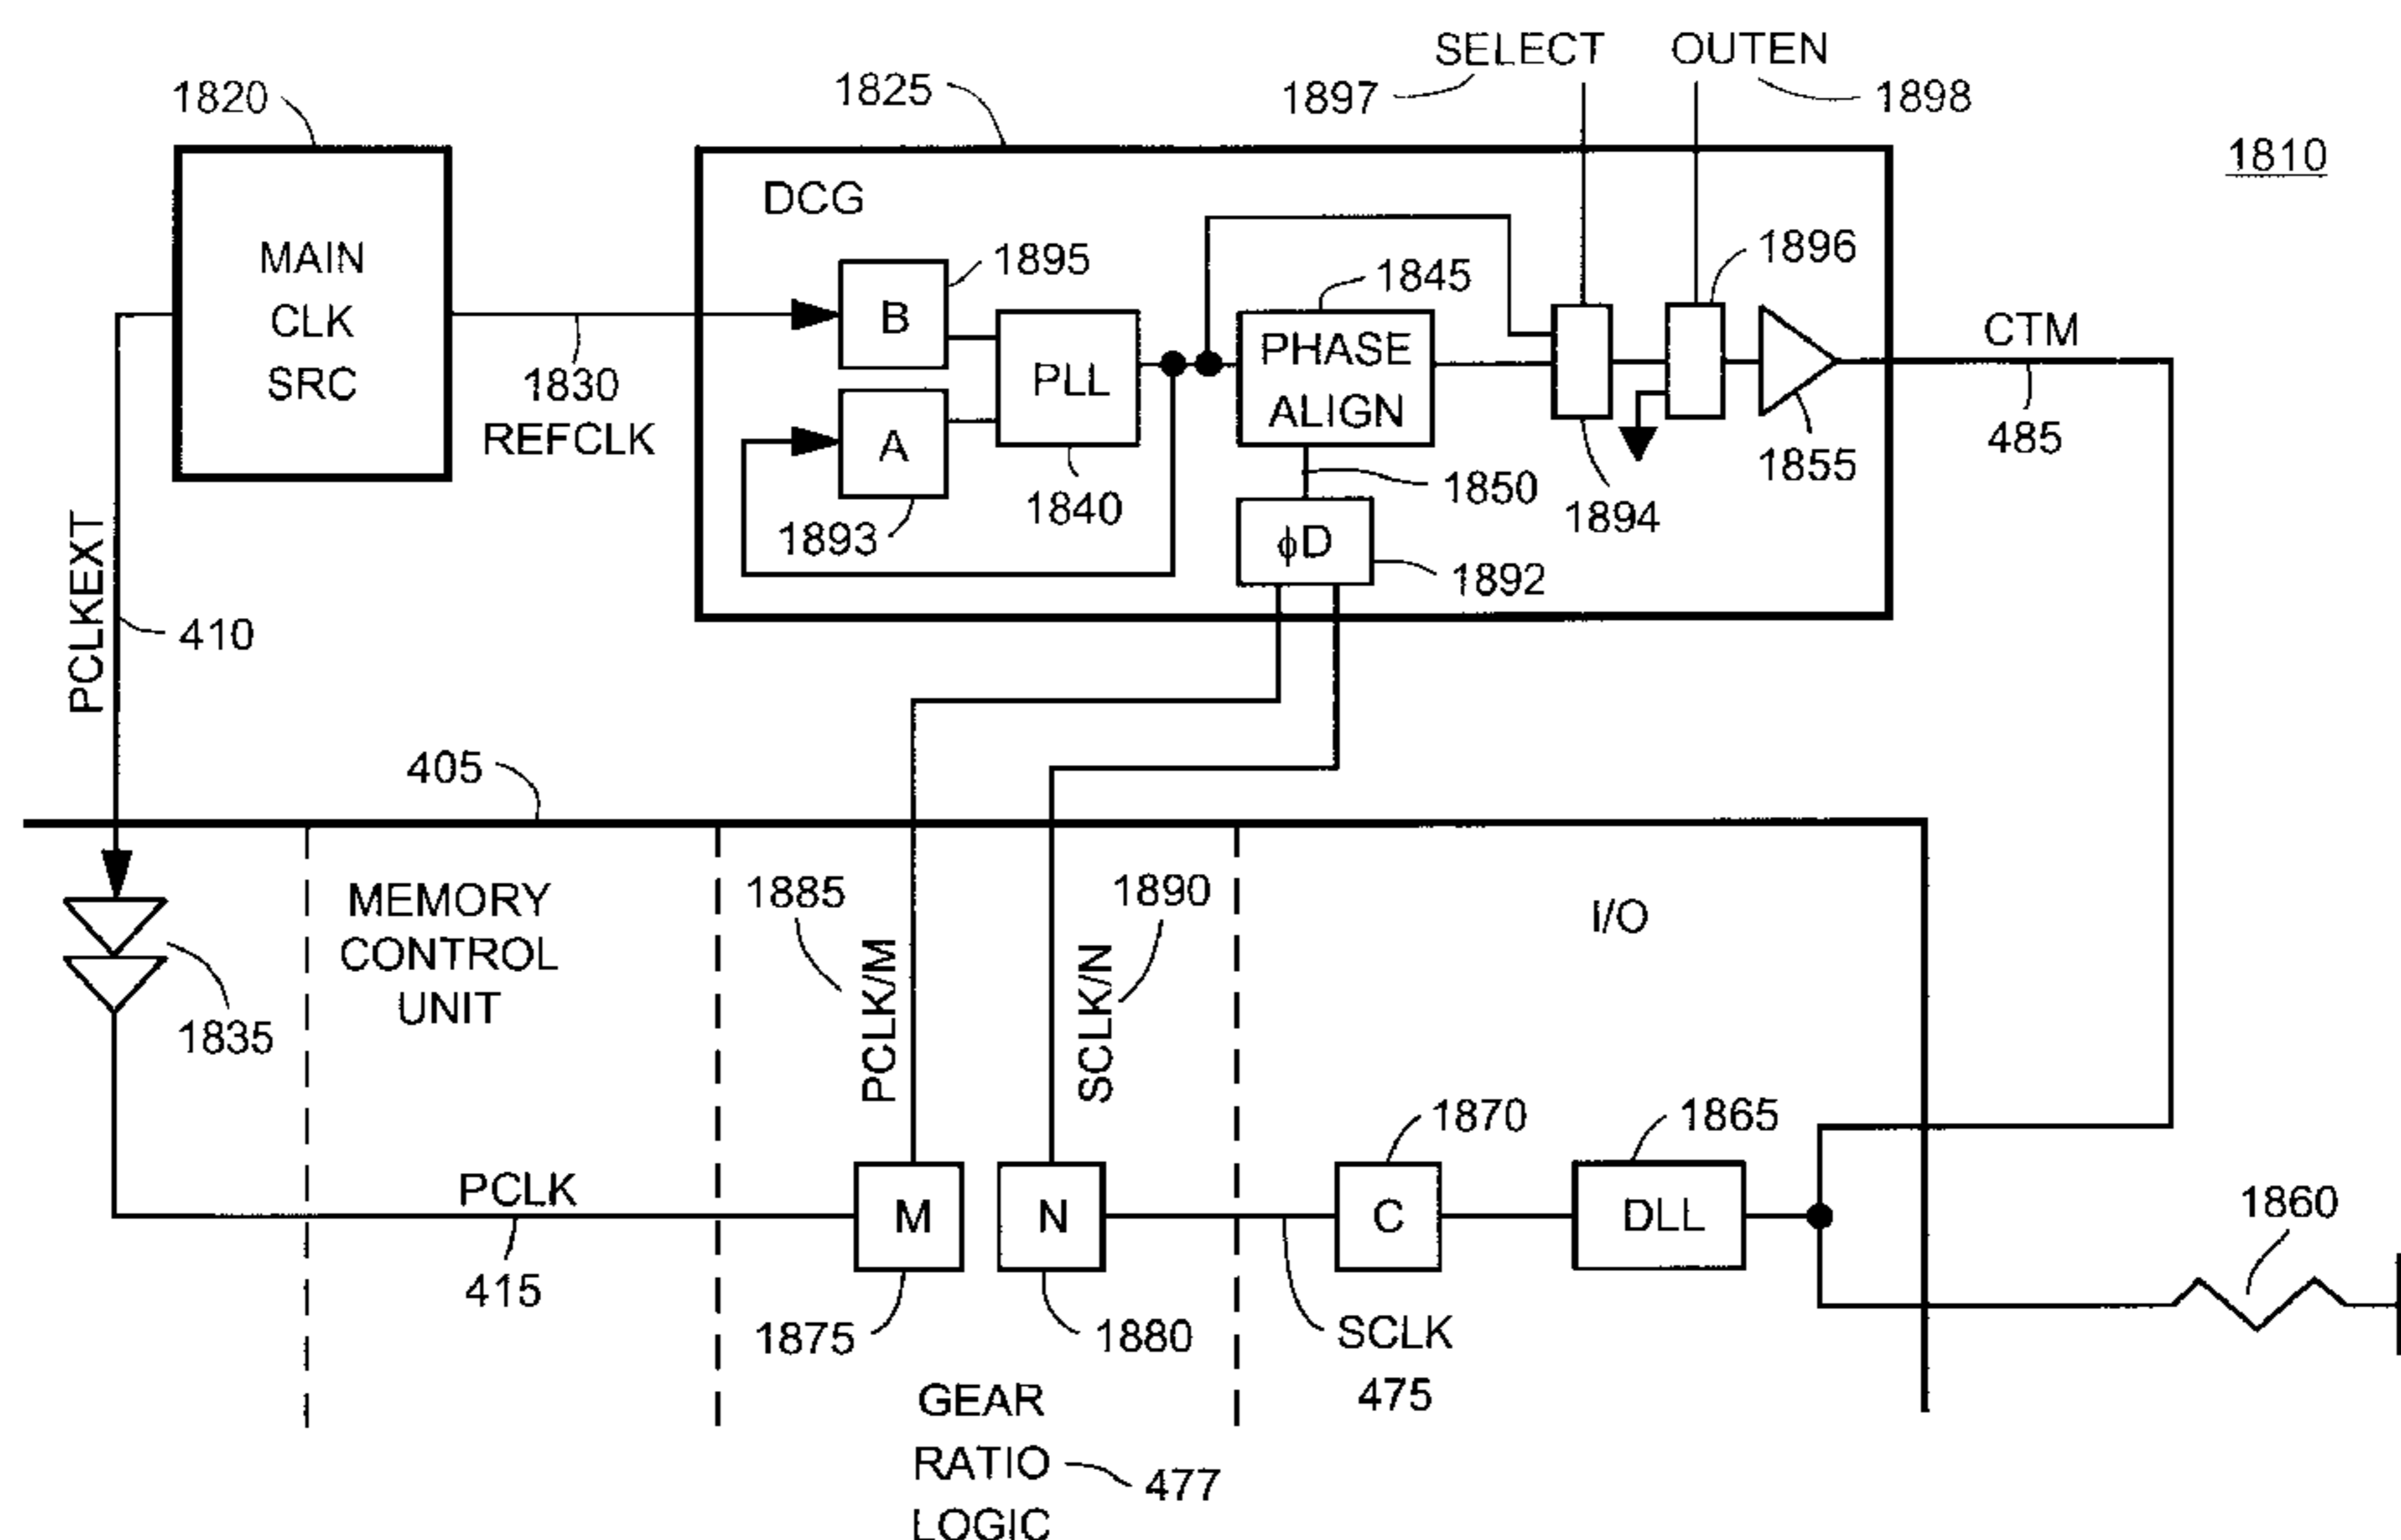 SELECT
OUTEN
1820
1825
1897
1898
1810
DCG
MAIN
CLK
SRC
B
1895
1845
1896
PHASE
ALIGN
PLL
A
1830
REFCLK
CTM
485
1855
1850
1894
1840
1893
ϕD
1892
PCLKEXT
410
405
MEMORY
CONTROL
UNIT
1885
1890
I/O
PCLK/M
SCLK/N
1835
1870
1865
PCLK
M
N
C
DLL
1860
415
1875
1880
SCLK
475
GEAR
RATIO
LOGIC
477